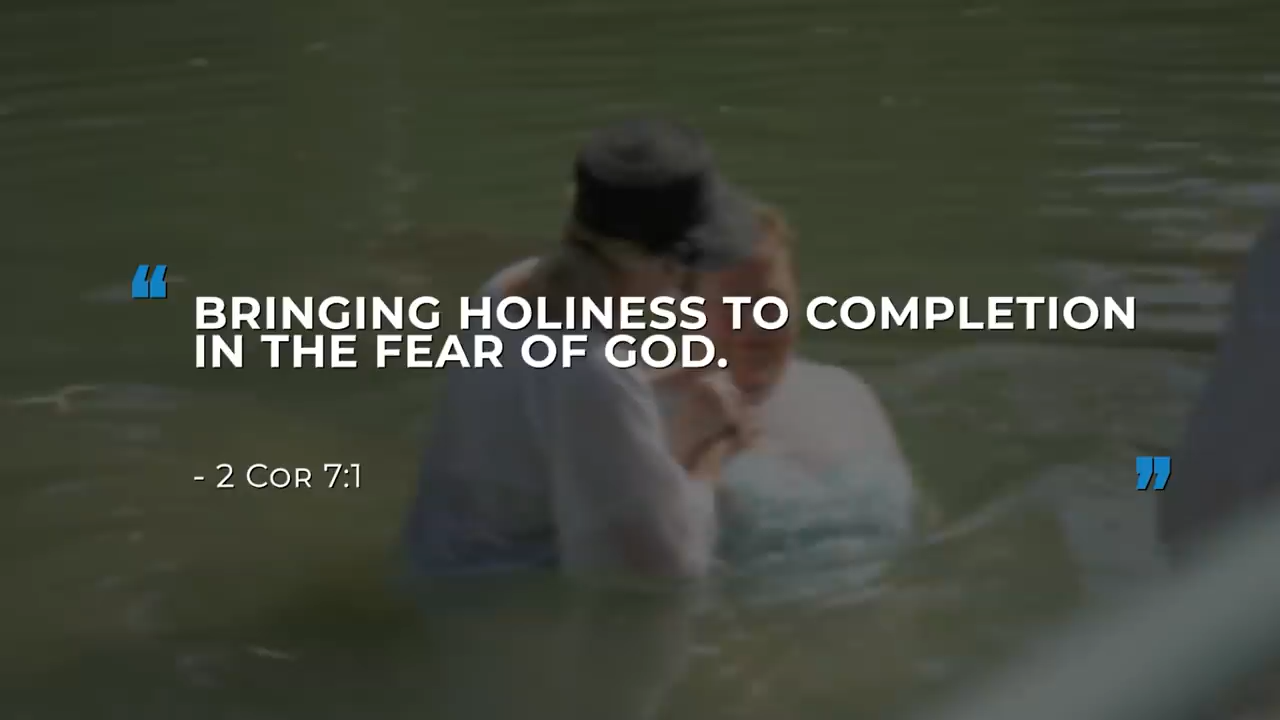 “
BRINGING HOLINESS TO COMPLETION
IN THE FEAR OF GOD.
- 2 COR 7:1
”